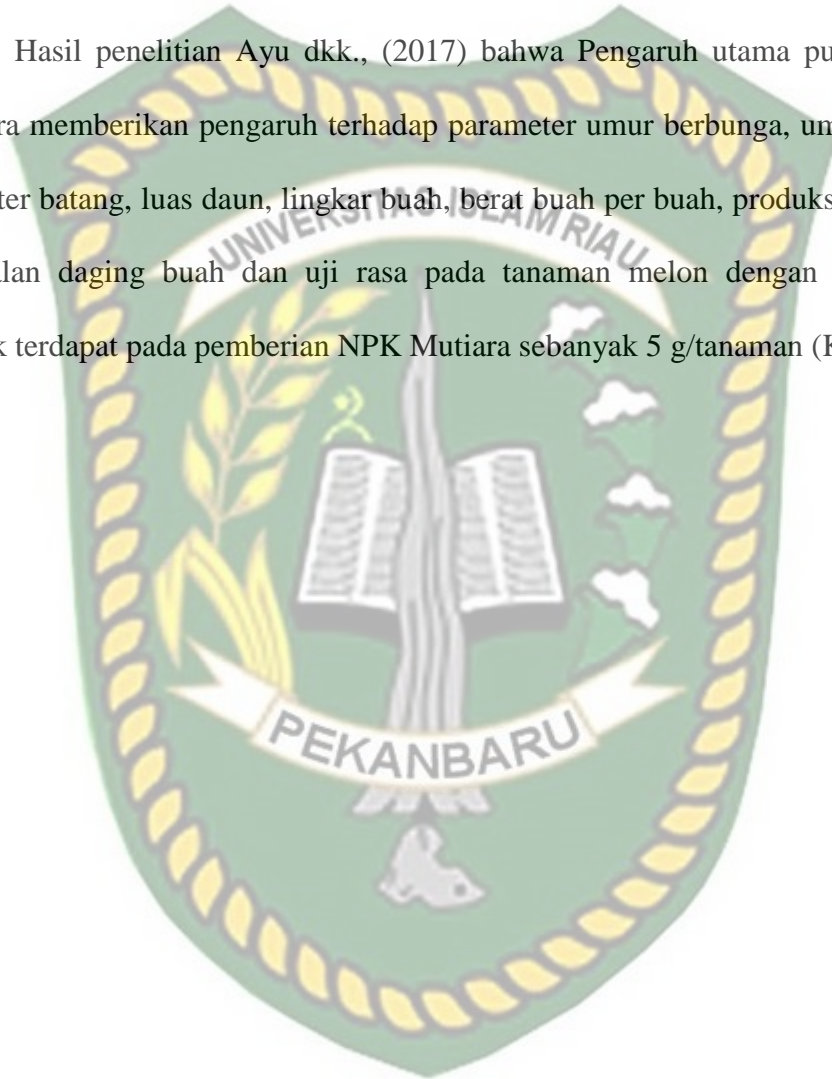 Hasil penelitian Ayu dkk., (2017) bahwa Pengaruh utama pu
ra memberikan pengaruh terhadap parameter umur berbunga, um
ter batang, luas daun, lingkar buah, berat buah per buah, produks
alan daging buah dan uji rasa pada tanaman melon dengan
k terdapat pada pemberian NPK Mutiara sebanyak 5 g/tanaman (K
UNIVERSITAS ISLAM RIAU
PEKANBARU